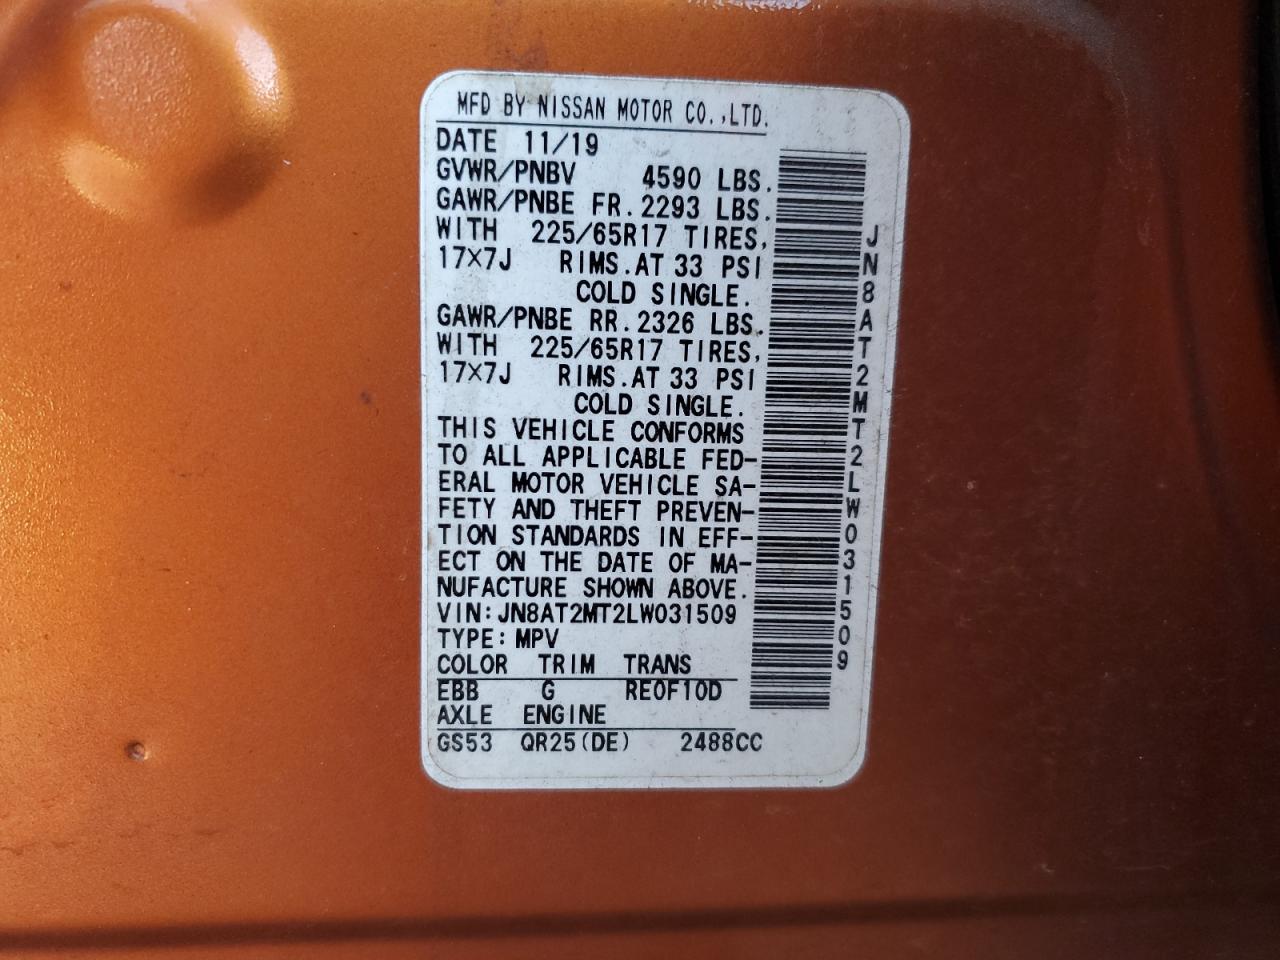 MFD BY NISSAN MOTOR CO.,LTD.
DATE 11/19
GVWR/PNBV 4590 LBS.
GAWR/PNBE FR.2293 LBS.
WITH 225/65R17 TIRES,
17X7J RIMS.AT 33 PSI
COLD SINGLE.
GAWR/PNBE RR.2326 LBS.
WITH 225/65R17 TIRES,
17X7J RIMS.AT 33 PSI
COLD SINGLE.
THIS VEHICLE CONFORMS
TO ALL APPLICABLE FED-
ERAL MOTOR VEHICLE SA-
FETY AND THEFT PREVEN-
TION STANDARDS IN EFF-
ECT ON THE DATE OF MA-
NUFACTURE SHOWN ABOVE.
VIN:JN8AT2MT2LW031509
TYPE:MPV
COLOR TRIM TRANS
EBB G RE0F10D
AXLE ENGINE
GS53 QR25(DE) 2488CC
JN8AT2MT2LW031509